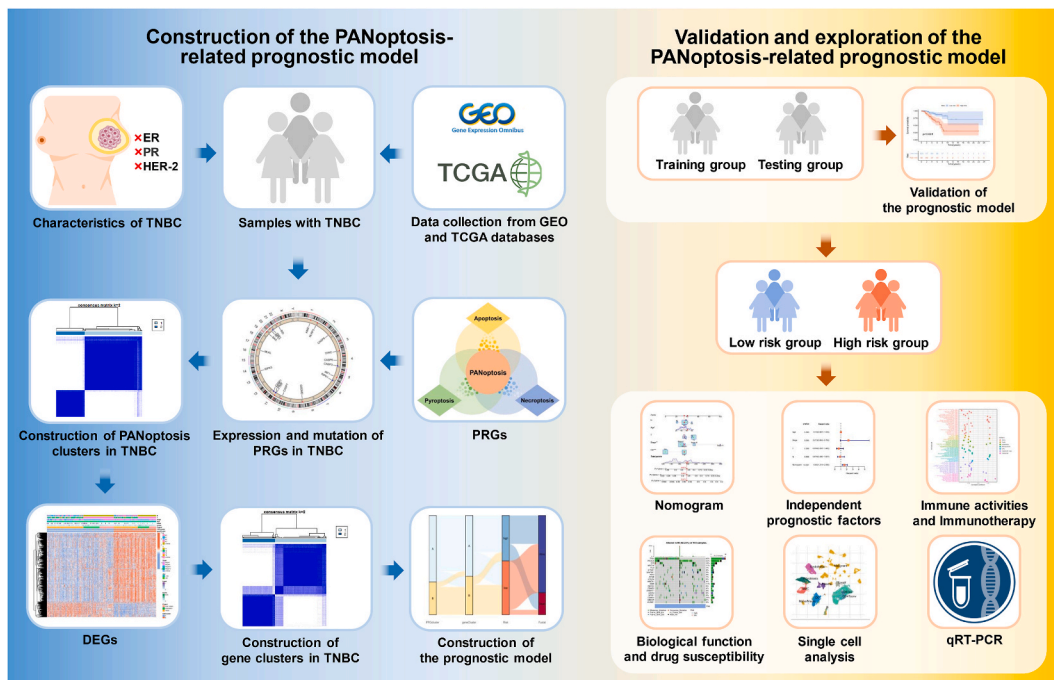 Construction of the PANoptosis-
related prognostic model
ER
PR
HER-2
Characteristics of TNBC
Samples with TNBC
GEO
Gene Expression Omnibus
TCGA
Data collection from GEO
and TCGA databases
consensus matrix
Construction of PANoptosis
clusters in TNBC
Expression and mutation of
PRGs in TNBC
Apoptosis
PANoptosis
Pyroptosis
Necroptosis
PRGs
DEGs
consensus matrix
Construction of
gene clusters in TNBC
Construction of
the prognostic model
Validation and exploration of the
PANoptosis-related prognostic model
Training group
Testing group
Validation of
the prognostic model
Low risk group
High risk group
Nomogram
Independent
prognostic factors
Immune activities
and Immunotherapy
Biological function
and drug susceptibility
Single cell
analysis
qRT-PCR